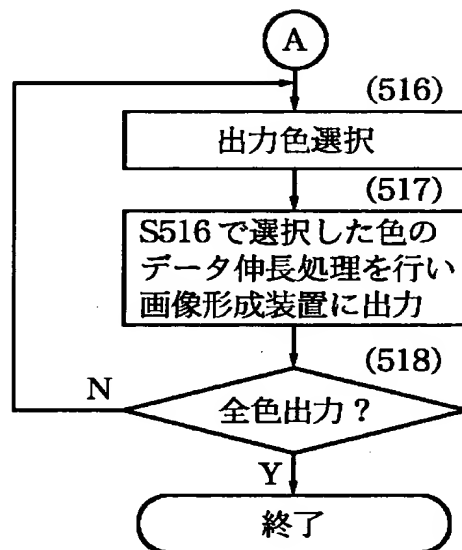 A
(516)
出力色選択
(517)
S516で選択した色の
データ伸長処理を行い
画像形成装置に出力
(518)
N
全色出力?
Y
終了